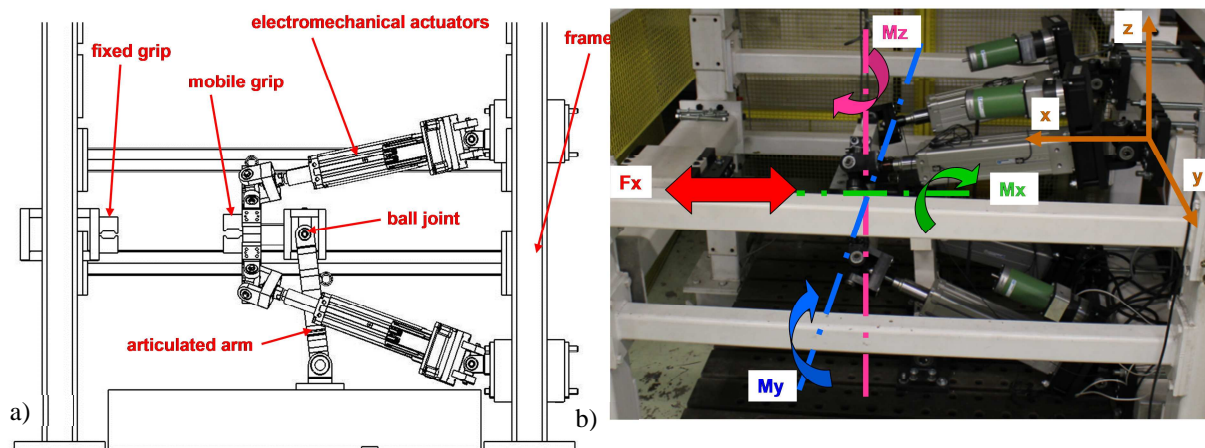 electromechanical actuators
fixed grip
frame
mobile grip
ball joint
articulated arm
a)
Mz
z
x
Fx
Mx
y
My
b)